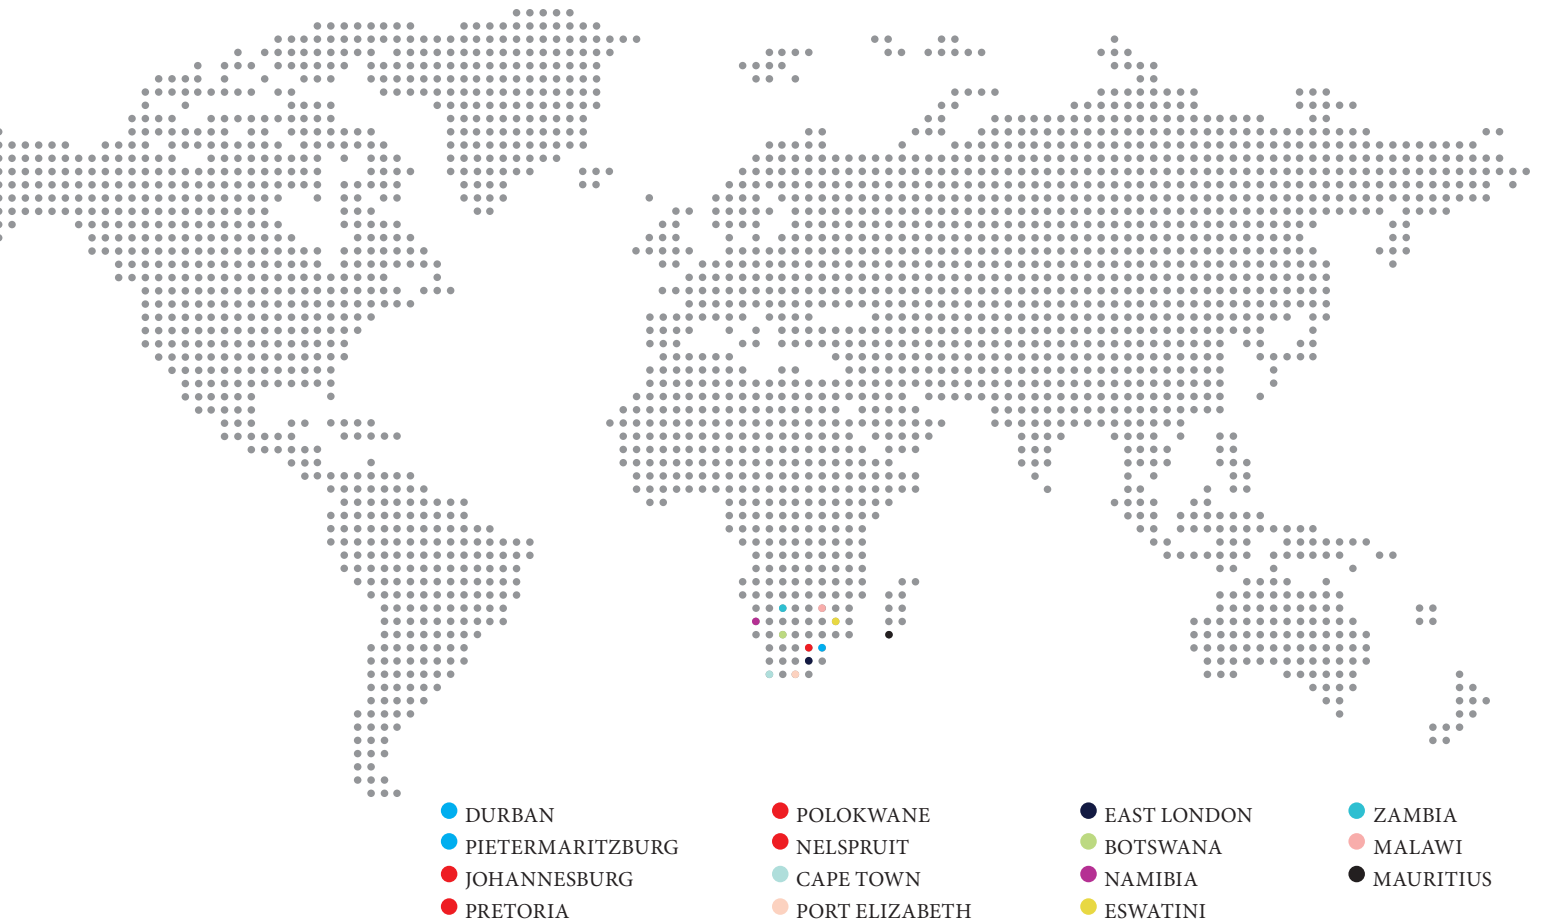 DURBAN
PIETERMARITZBURG
JOHANNESBURG
PRETORIA
POLOKWANE
NELSPRUIT
CAPE TOWN
PORT ELIZABETH
EAST LONDON
BOTSWANA
NAMIBIA
ESWATINI
ZAMBIA
MALAWI
MAURITIUS